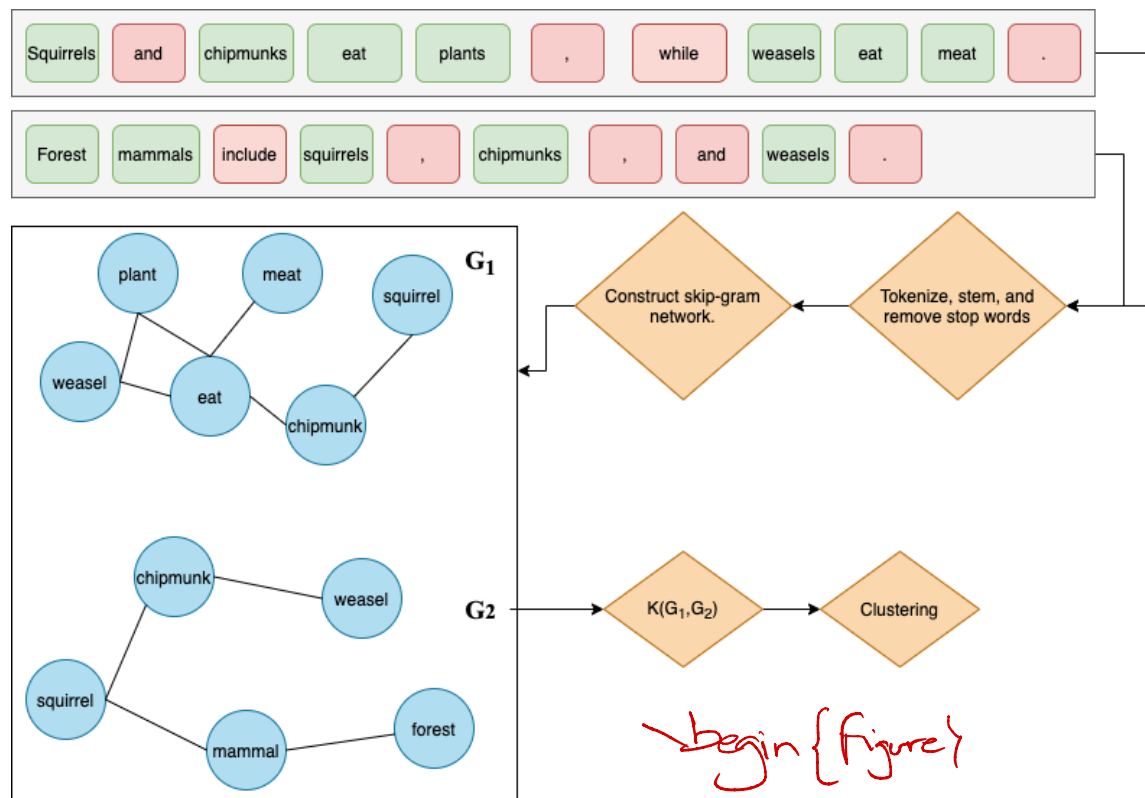 Squirrels and chipmunks eat plants , while weasels eat meat .
Forest mammals include squirrels , chipmunks , and weasels .
G1
plant
meat
squirrel
weasel
eat
chipmunk
Construct skip-gram
network.
Tokenize, stem, and
remove stop words
chipmunk
weasel
G2
squirrel
mammal
forest
K(G1,G2)
Clustering
\begin{figure}